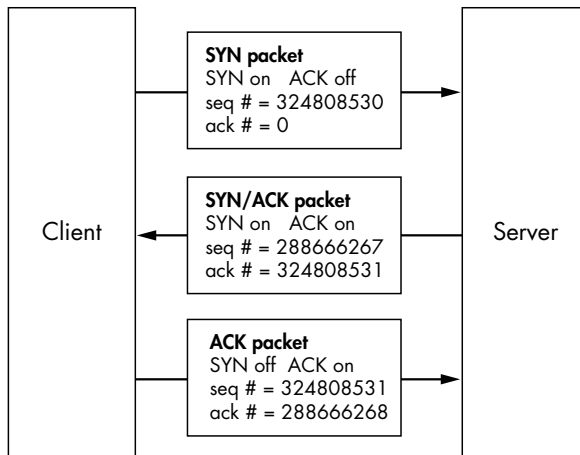 SYN packet
SYN on ACK off
seq # = 324808530
ack # = 0
SYN/ACK packet
SYN on ACK on
Client
seq # = 288666267
Server
ack # = 324808531
ACK packet
SYN off ACK on
seq # = 324808531
ack # = 288666268